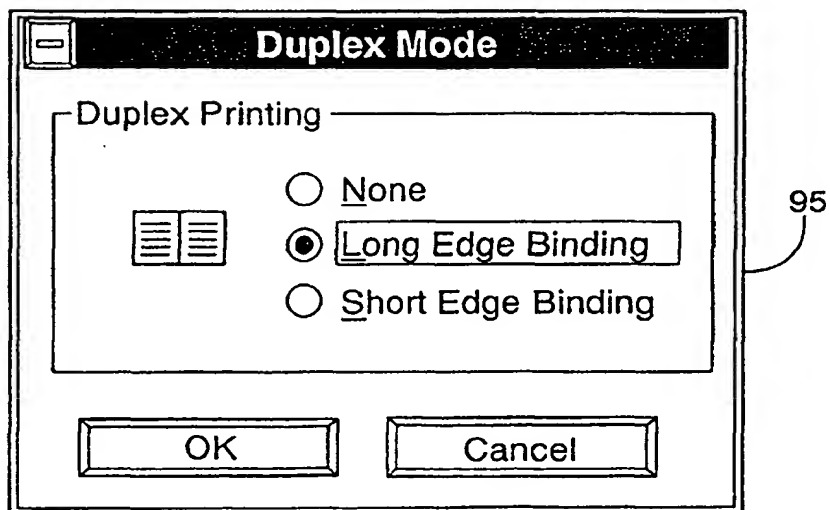 Duplex Mode
Duplex Printing
None
Long Edge Binding
Short Edge Binding
95
OK
Cancel